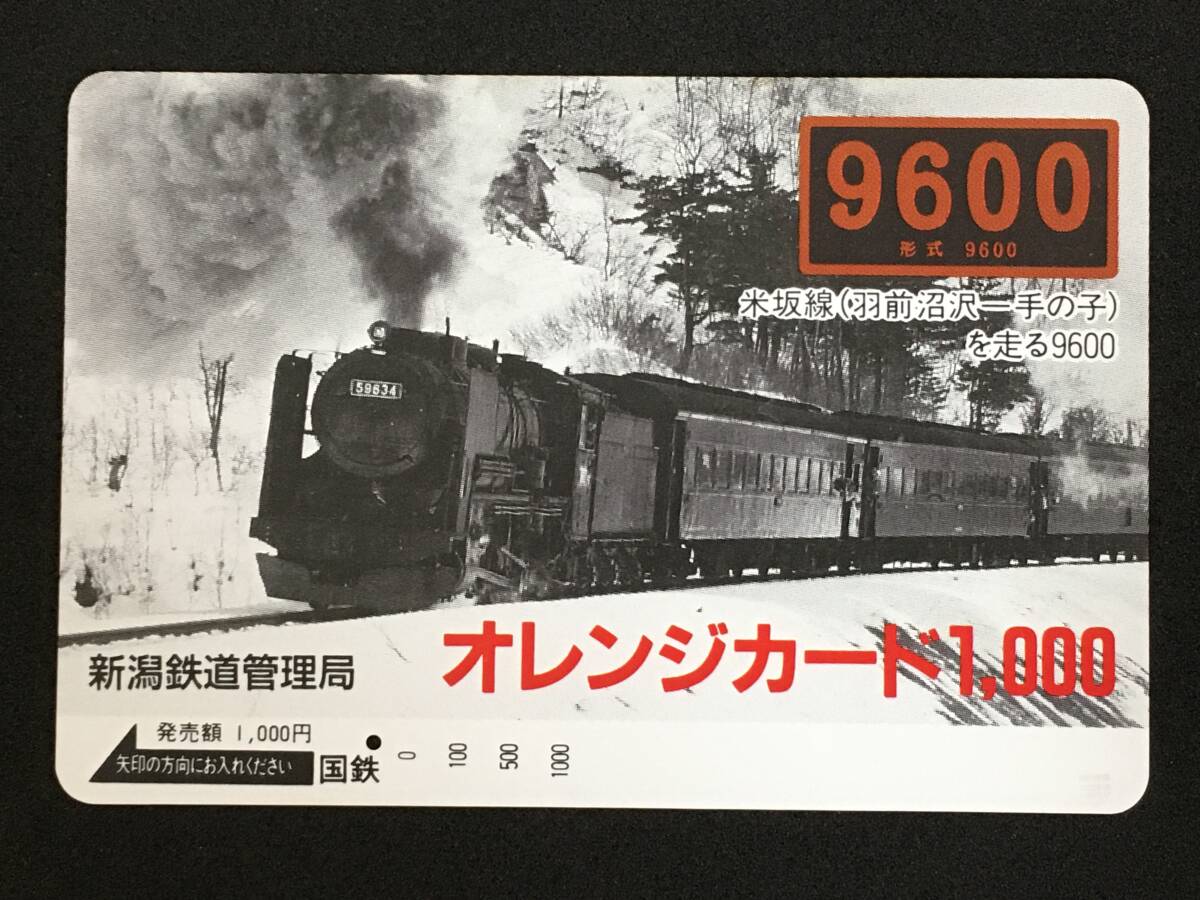 9600
形式 9600
米坂線(羽前沼沢ー手の子)
を走る9600
59634
オレンジカード1,000
新潟鉄道管理局
発売額 1,000円
矢印の方向にお入れください
国鉄
0 100 500 1000